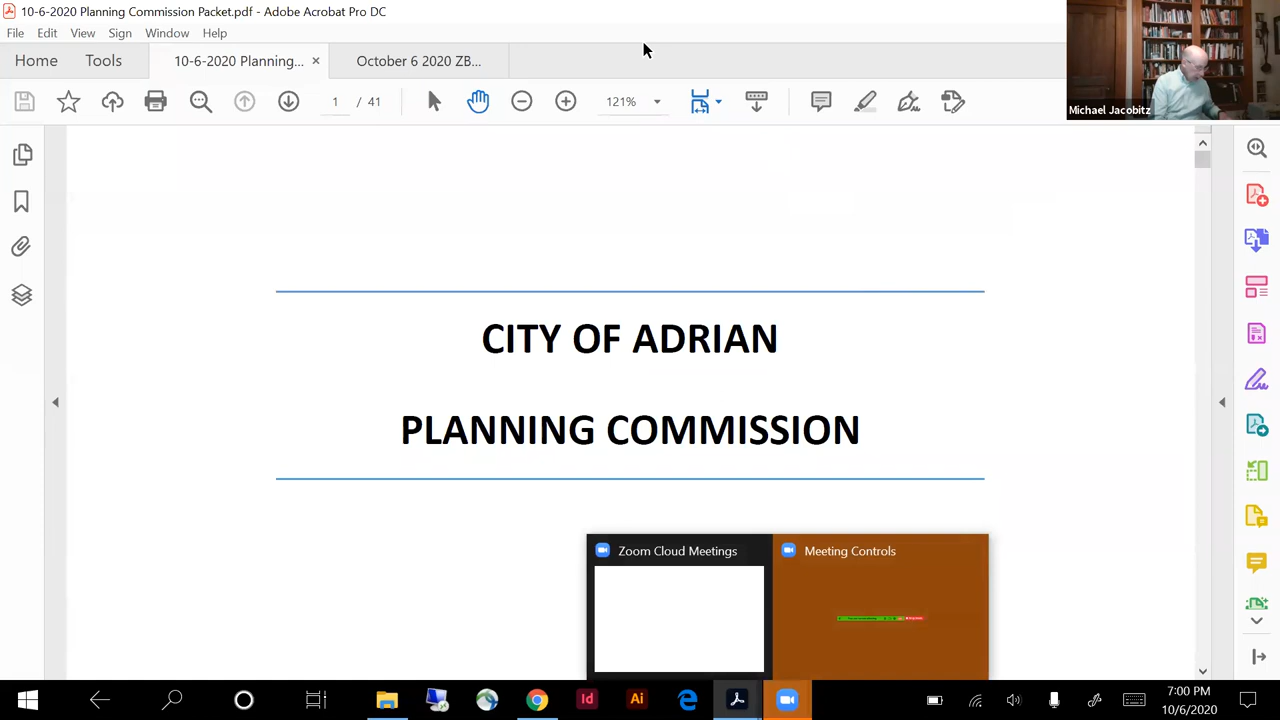 10-6-2020 Planning Commission Packet.pdf - Adobe Acrobat Pro DC
File Edit View Sign Window Help
Home Tools 10-6-2020 Planning... × October 6 2020 ZB...
1 / 41 121%
Michael Jacobitz
CITY OF ADRIAN
PLANNING COMMISSION
Zoom Cloud Meetings Meeting Controls
Id Ai
7:00 PM
10/6/2020